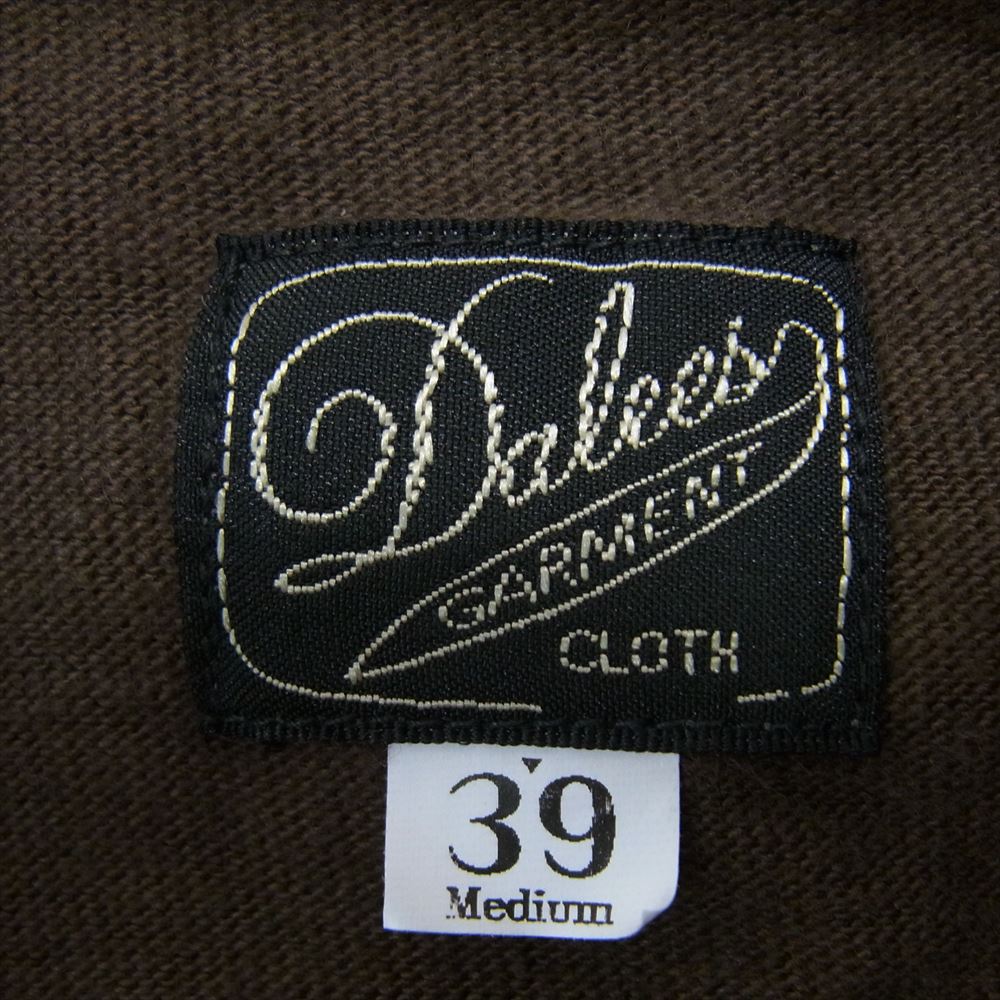 Dalee's
GARMENT
CLOTH
39
Medium